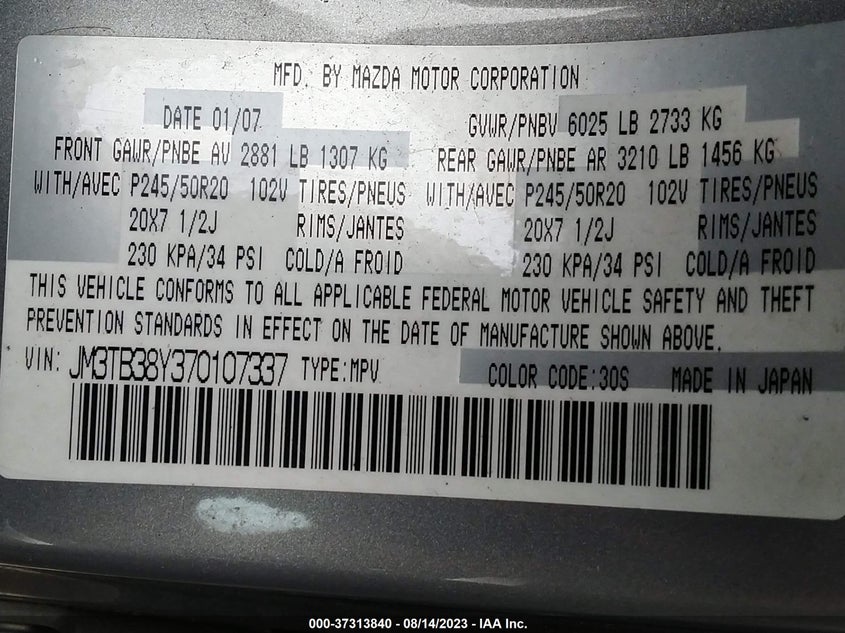 MFD. BY MAZDA MOTOR CORPORATION
DATE 01/07 GVWR/PNBV 6025 LB 2733 KG
FRONT GAWR/PNBE AV 2881 LB 1307 KG REAR GAWR/PNBE AR 3210 LB 1456 KG
WITH/AVEC P245/50R20 102V TIRES/PNEUS WITH/AVEC P245/50R20 102V TIRES/PNEUS
20X7 1/2J RIMS/JANTES 20X7 1/2J RIMS/JANTES
230 KPA/34 PSI COLD/A FROID 230 KPA/34 PSI COLD/A FROID
THIS VEHICLE CONFORMS TO ALL APPLICABLE FEDERAL MOTOR VEHICLE SAFETY AND THEFT
PREVENTION STANDARDS IN EFFECT ON THE DATE OF MANUFACTURE SHOWN ABOVE.
VIN: JM3TB38Y370107337 TYPE:MPV COLOR CODE:30S MADE IN JAPAN
000-37313840 - 08/14/2023 - IAA Inc.